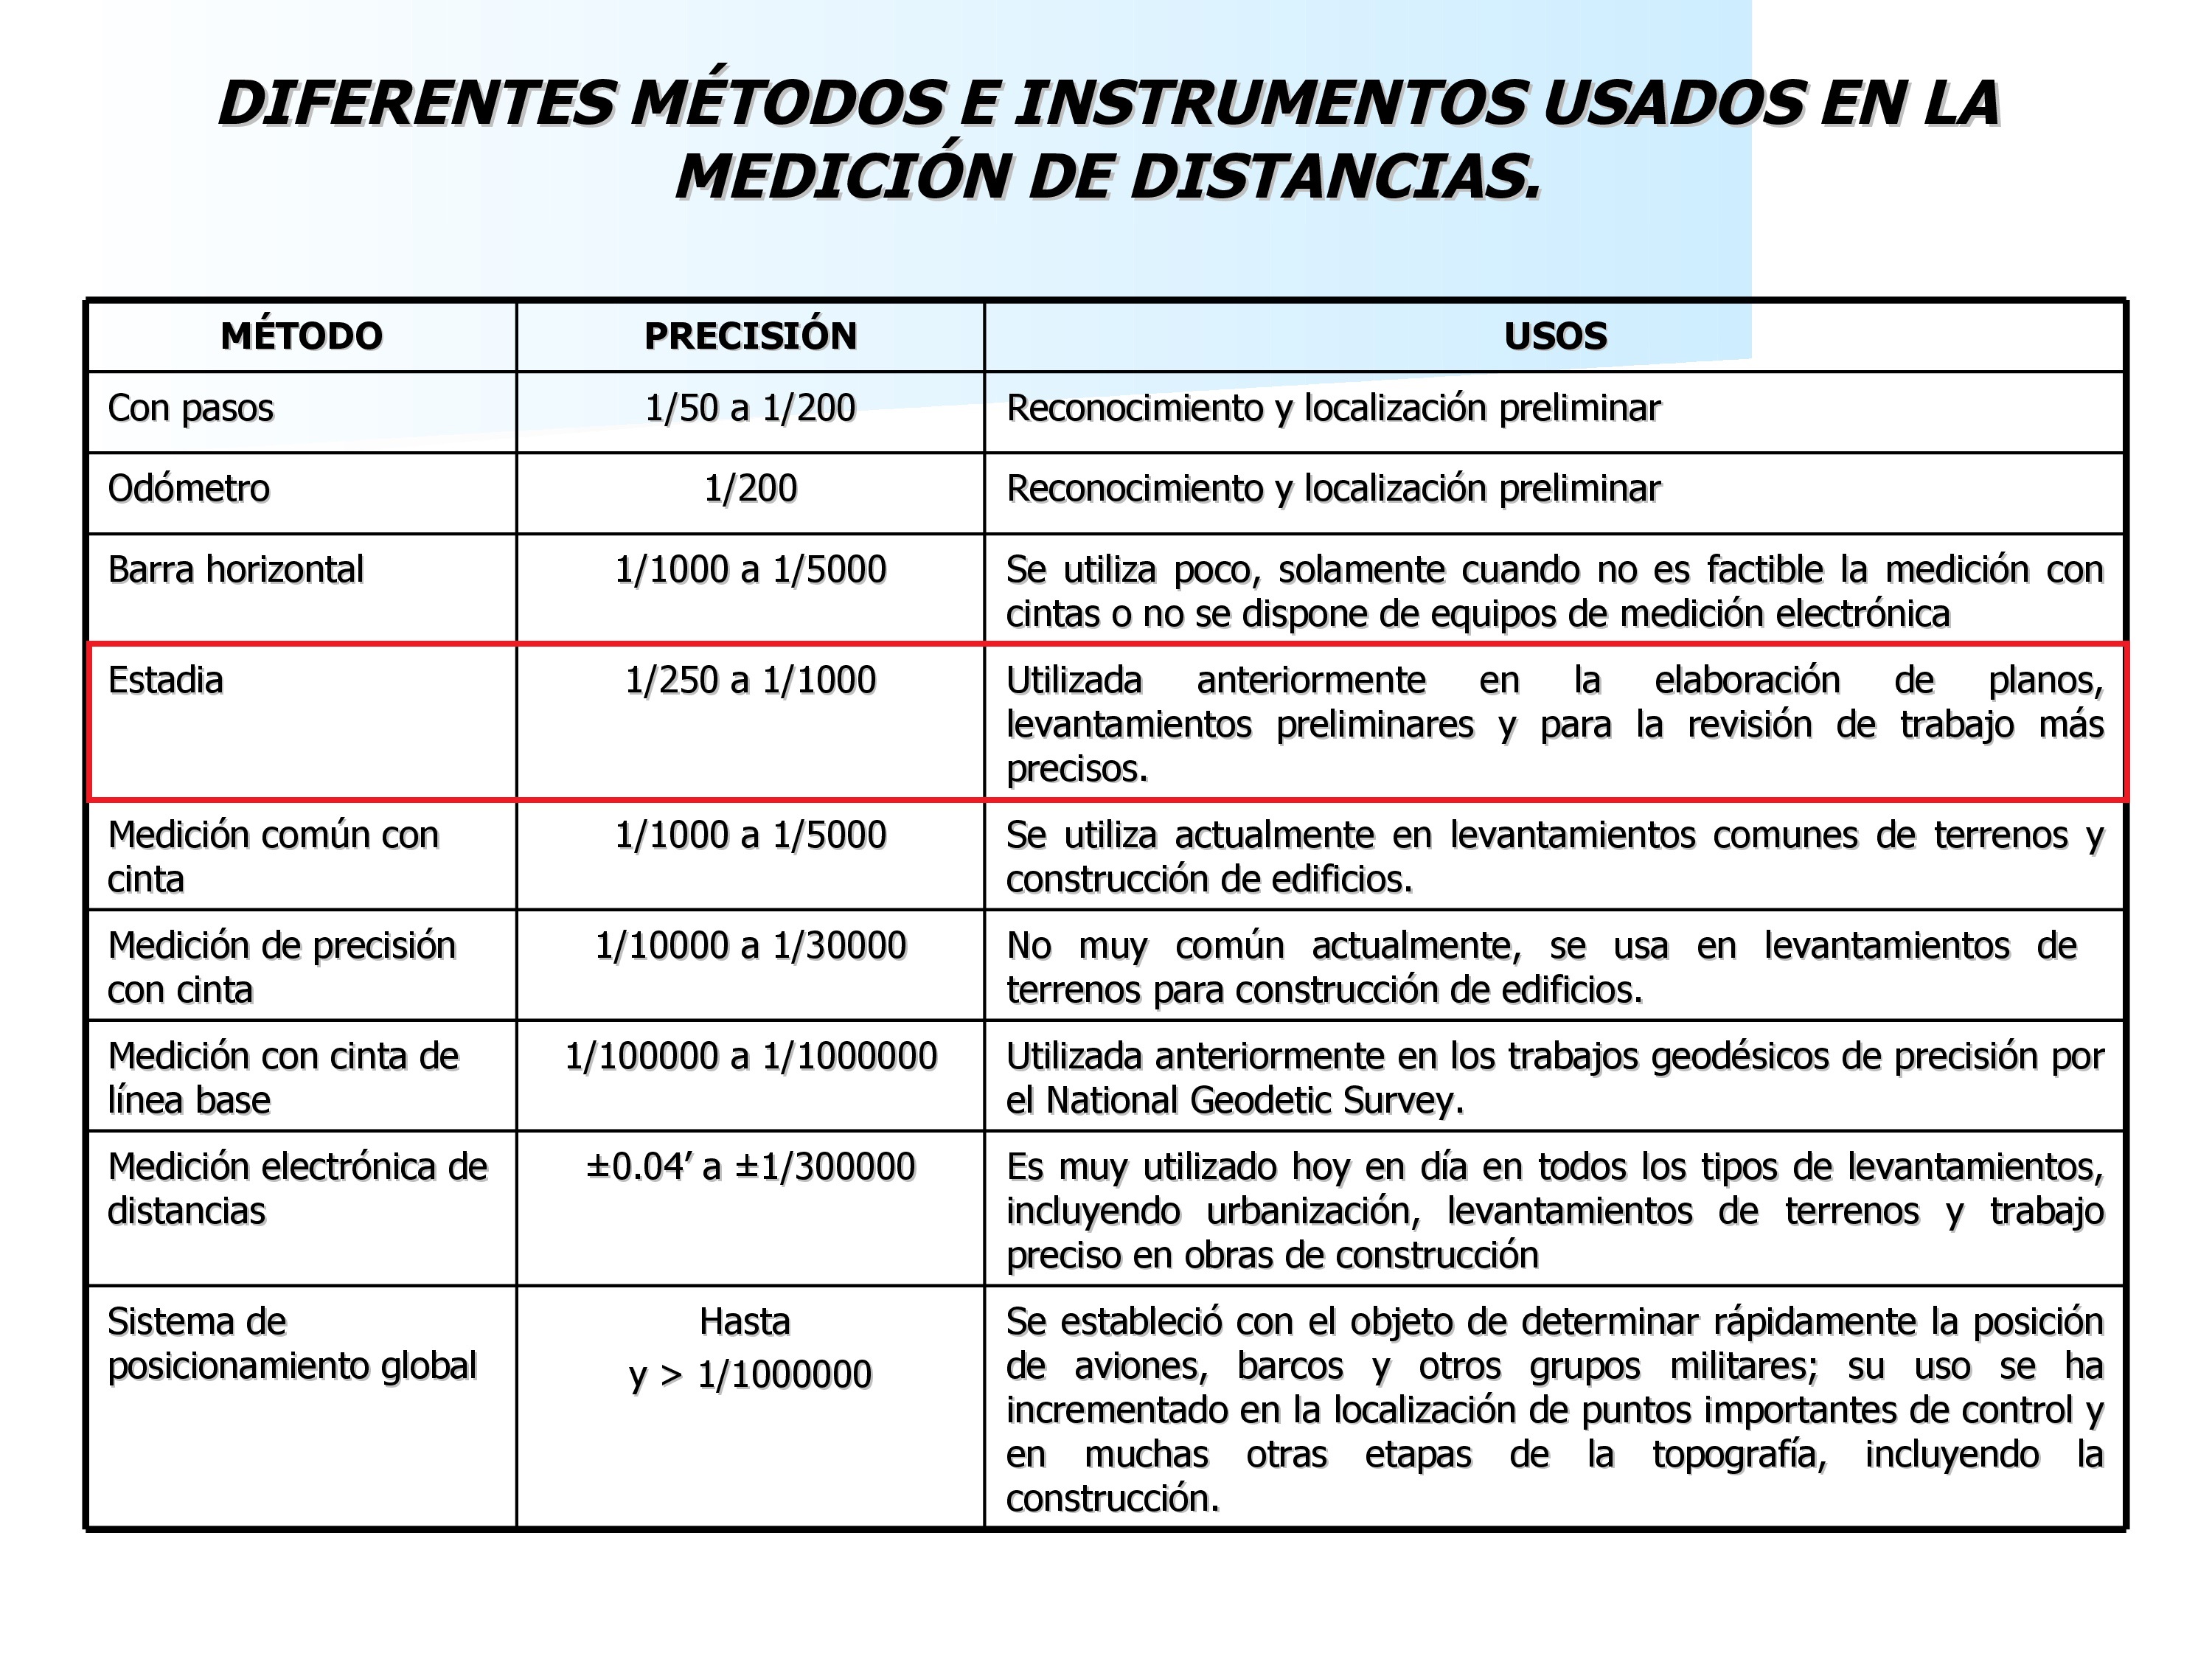 DIFERENTES MÉTODOS E INSTRUMENTOS USADOS EN LA
MEDICIÓN DE DISTANCIAS.
MÉTODO PRECISIÓN USOS
Con pasos 1/50 a 1/200 Reconocimiento y localización preliminar
Odómetro 1/200 Reconocimiento y localización preliminar
Barra horizontal 1/1000 a 1/5000 Se utiliza poco, solamente cuando no es factible la medición con
cintas o no se dispone de equipos de medición electrónica
Estadia 1/250 a 1/1000 Utilizada anteriormente en la elaboración de planos,
levantamientos preliminares y para la revisión de trabajo más
precisos.
Medición común con 1/1000 a 1/5000 Se utiliza actualmente en levantamientos comunes de terrenos y
cinta construcción de edificios.
Medición de precisión 1/10000 a 1/30000 No muy común actualmente, se usa en levantamientos de
con cinta terrenos para construcción de edificios.
Medición con cinta de 1/100000 a 1/1000000 Utilizada anteriormente en los trabajos geodésicos de precisión por
línea base el National Geodetic Survey.
Medición electrónica de ±0.04’ a ±1/300000 Es muy utilizado hoy en día en todos los tipos de levantamientos,
distancias incluyendo urbanización, levantamientos de terrenos y trabajo
preciso en obras de construcción
Sistema de Hasta Se estableció con el objeto de determinar rápidamente la posición
posicionamiento global y > 1/1000000 de aviones, barcos y otros grupos militares; su uso se ha
incrementado en la localización de puntos importantes de control y
en muchas otras etapas de la topografía, incluyendo la
construcción.